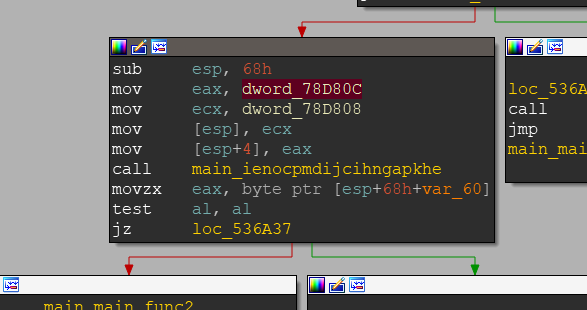 sub esp, 68h
mov eax, dword_78D80C
mov ecx, dword_78D808
mov [esp], ecx
mov [esp+4], eax
call main_ienocpmdijcihngapkhe
movzx eax, byte ptr [esp+68h+var_60]
test al, al
jz loc_536A37
loc_536A
call
jmp
main_mai
main_main_func2